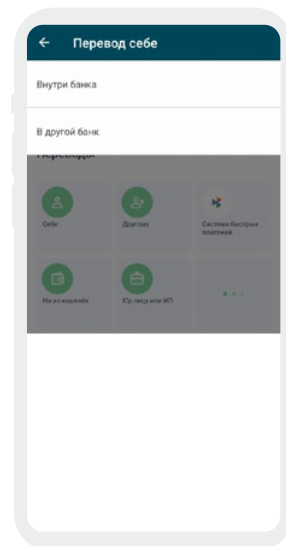 Перевод себе
Внутри банка
В другой банк
Переводы
Себе
Другому
Система быстрых
платежей
На эл.кошелёк
Юр.лицу или ИП